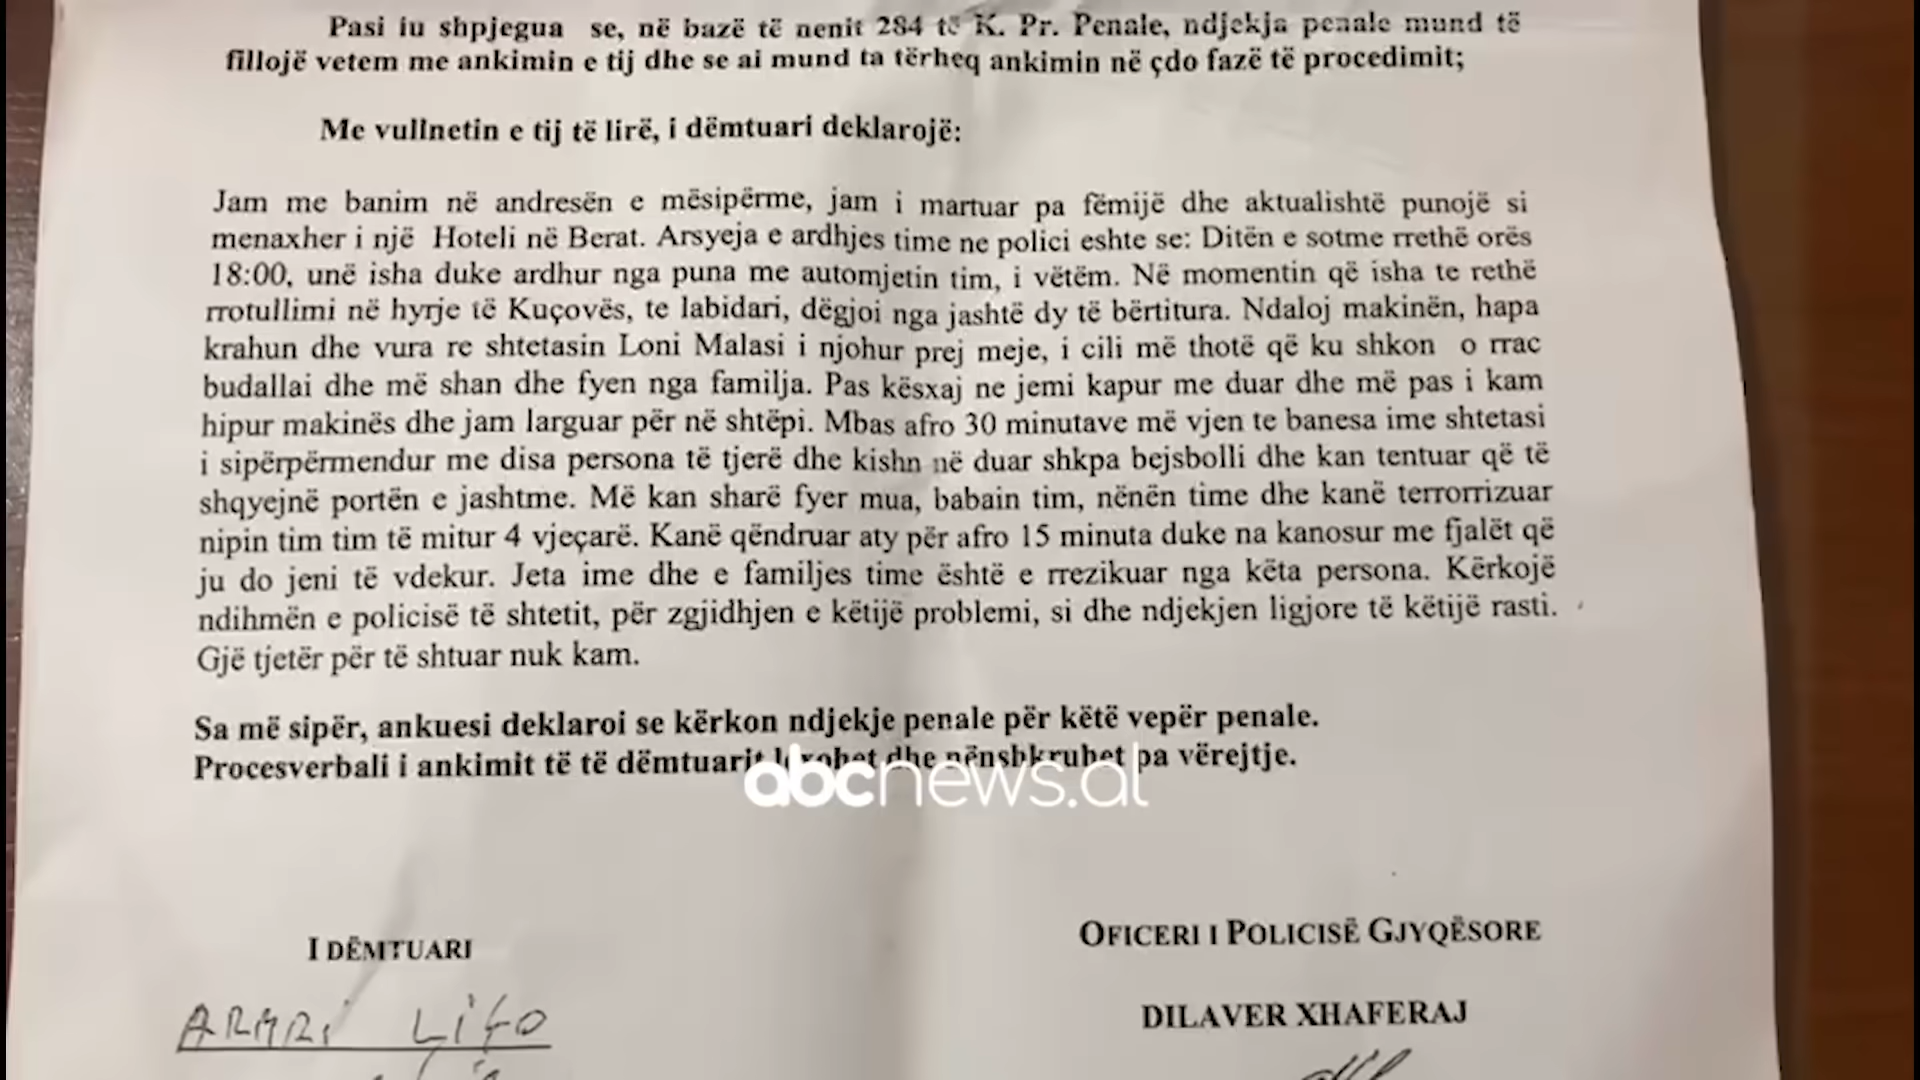 Pasi iu shpjegua se, në bazë të nenit 284 të K. Pr. Penale, ndjekja penale mund të
fillojë vetem me ankimin e tij dhe se ai mund ta tërheq ankimin në çdo fazë të procedimit;
Me vullnetin e tij të lirë, i dëmtuari deklarojë:
Jam me banim në andresën e mësipërme, jam i martuar pa fëmijë dhe aktualishtë punojë si
menaxher i një Hoteli në Berat. Arsyeja e ardhjes time ne polici eshte se: Ditën e sotme rrethë orës
18:00, unë isha duke ardhur nga puna me automjetin tim, i vëtëm. Në momentin që isha te rethë
rrotullimi në hyrje të Kuçovës, te labidari, dëgjoi nga jashtë dy të bërtitura. Ndaloj makinën, hapa
krahun dhe vura re shtetasin Loni Malasi i njohur prej meje, i cili më thotë që ku shkon o rrac
budallai dhe më shan dhe fyen nga familja. Pas kësxaj ne jemi kapur me duar dhe më pas i kam
hipur makinës dhe jam larguar për në shtëpi. Mbas afro 30 minutave më vjen te banesa ime shtetasi
i sipërpërmendur me disa persona të tjerë dhe kishn në duar shkpa bejsbolli dhe kan tentuar që të
shqyejnë portën e jashtme. Më kan sharë fyer mua, babain tim, nënën time dhe kanë terrorrizuar
nipin tim tim të mitur 4 vjeçarë. Kanë qëndruar aty për afro 15 minuta duke na kanosur me fjalët që
ju do jeni të vdekur. Jeta ime dhe e familjes time është e rrezikuar nga këta persona. Kërkojë
ndihmën e policisë të shtetit, për zgjidhjen e këtijë problemi, si dhe ndjekjen ligjore të këtijë rasti.
Gjë tjetër për të shtuar nuk kam.
Sa më sipër, ankuesi deklaroi se kërkon ndjekje penale për këtë vepër penale.
Procesverbali i ankimit të të dëmtuarit lexohet dhe nënshkruhet pa vërejtje.
abcnews.al
I DËMTUARI
OFICERI I POLICISË GJYQËSORE
DILAVER XHAFERAJ